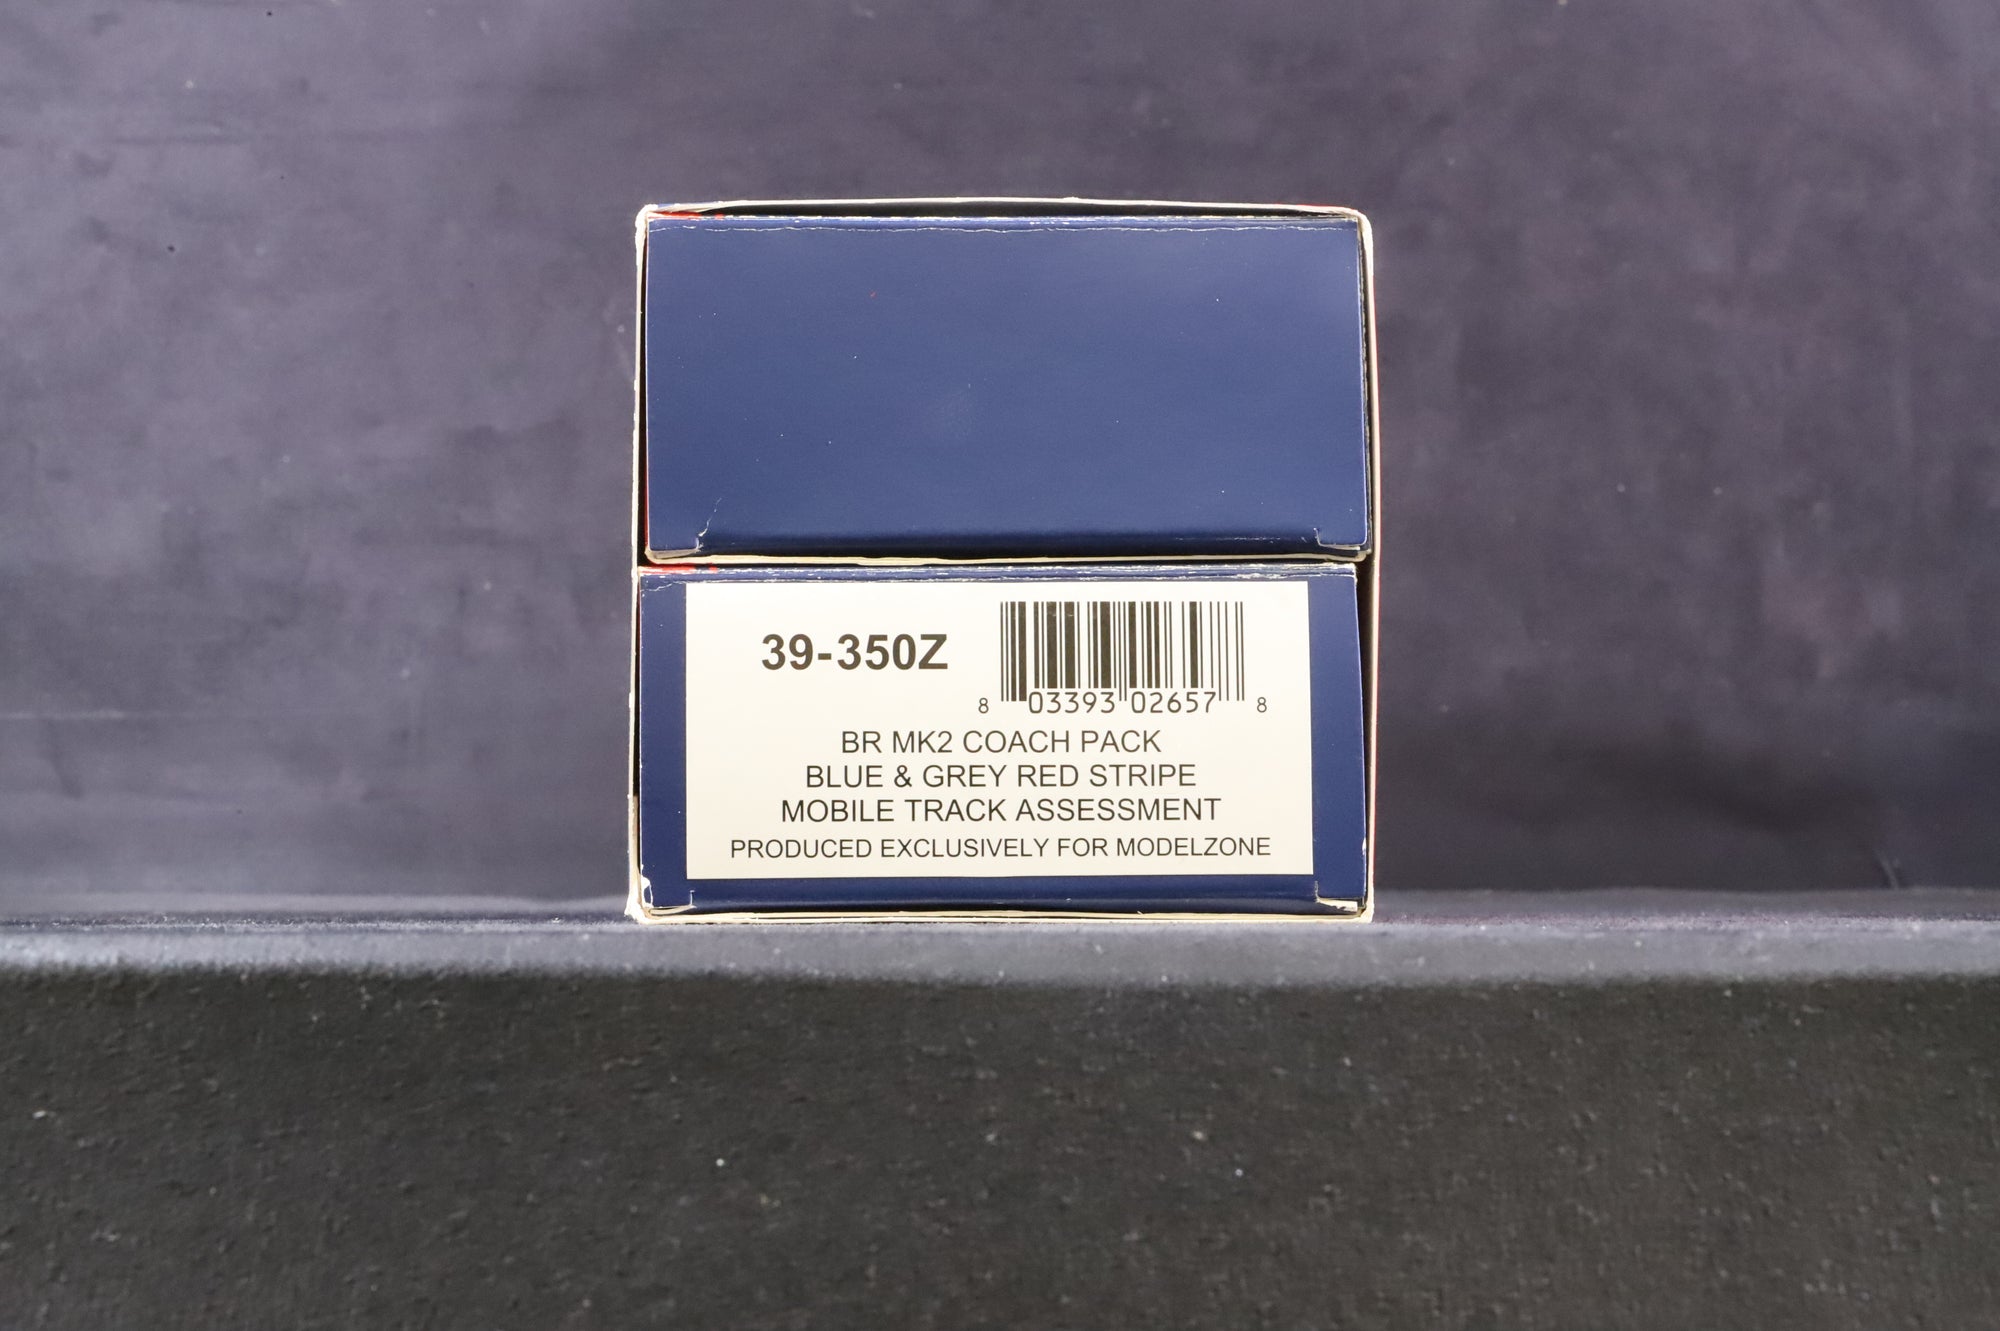 39-350Z
8 03393 02657 8
BR MK2 COACH PACK
BLUE & GREY RED STRIPE
MOBILE TRACK ASSESSMENT
PRODUCED EXCLUSIVELY FOR MODELZONE